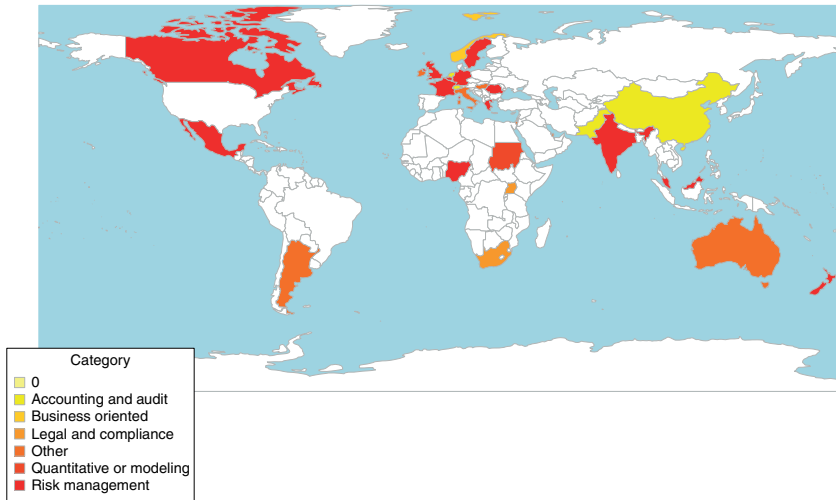 Category
0
Accounting and audit
Business oriented
Legal and compliance
Other
Quantitative or modeling
Risk management